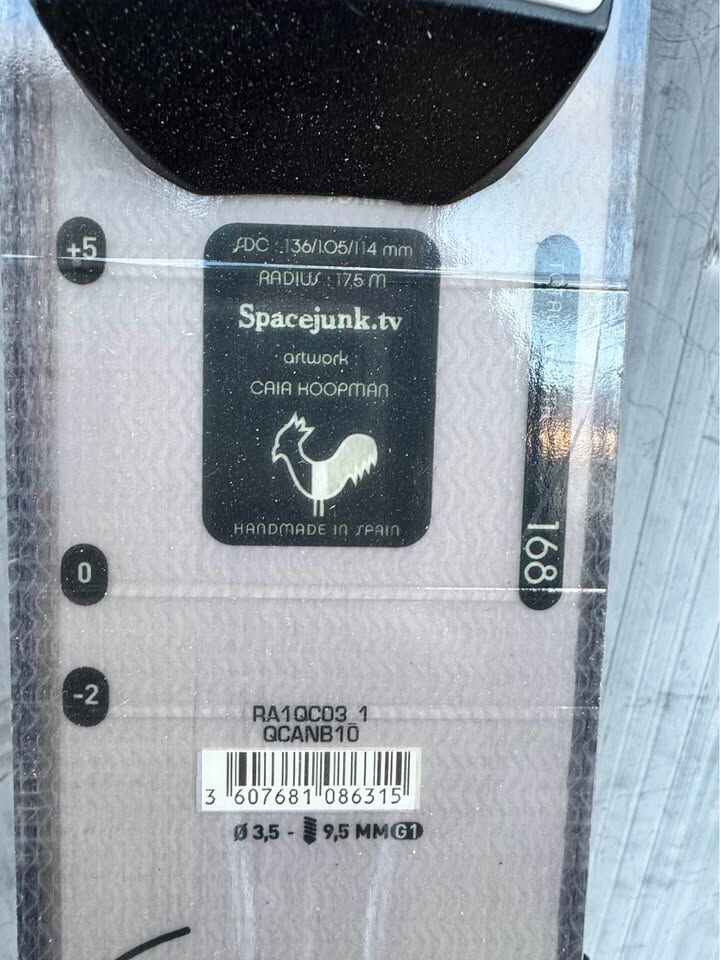 +5
SDC : 136/105/114 mm
RADIUS : 17,5 M
Spacejunk.tv
artwork :
CAIA KOOPMAN
HANDMADE IN SPAIN
168
0
-2
RA1QC03_1
QCANB10
3 607681 086315
Ø 3,5 - 9,5 MM G1